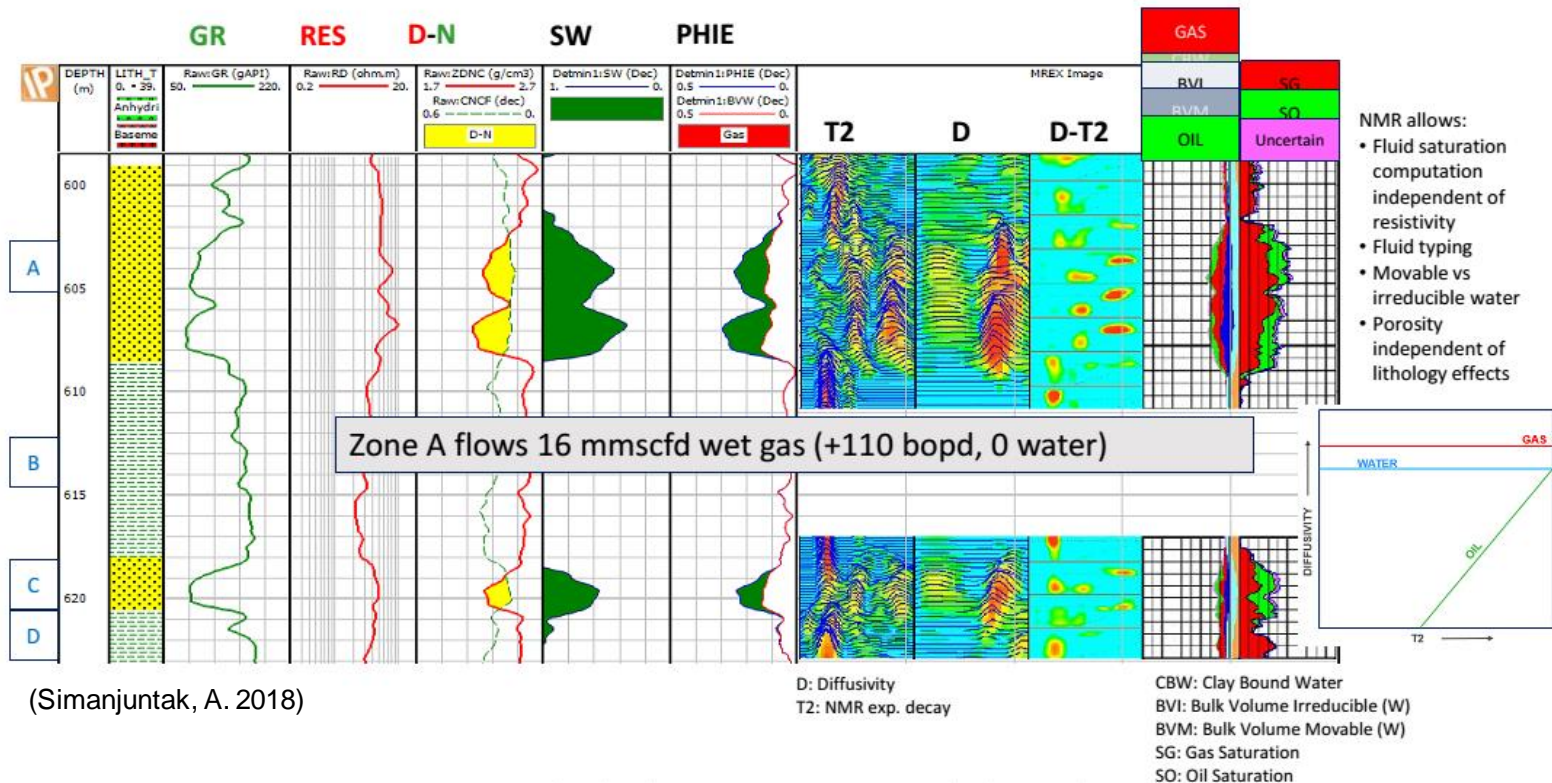 GR RES D-N SW PHIE
GAS
CBW
BVI
BVM
OIL
SG
SO
Uncertain
IP
DEPTH
(m)
LITH_T
0. • 39.
Anhydri
Baseme
Raw:GR (gAPI)
50. 220.
Raw:RD (ohm.m)
0.2 20.
Raw:ZDNC (g/cm3)
1.7 2.7
Raw:CNCF (dec)
0.6 0.
D-N
Detmin1:SW (Dec)
1. 0.
Detmin1:PHIE (Dec)
0.5 0.
Detmin1:BVW (Dec)
0.5 0.
Gas
MREX Image
T2 D D-T2
600
605
610
615
620
A
B
C
D
NMR allows:
• Fluid saturation
computation
independent of
resistivity
• Fluid typing
• Movable vs
irreducible water
• Porosity
independent of
lithology effects
Zone A flows 16 mmscfd wet gas (+110 bopd, 0 water)
GAS
WATER
OIL
DIFFUSIVITY
T2
(Simanjuntak, A. 2018)
D: Diffusivity
T2: NMR exp. decay
CBW: Clay Bound Water
BVI: Bulk Volume Irreducible (W)
BVM: Bulk Volume Movable (W)
SG: Gas Saturation
SO: Oil Saturation